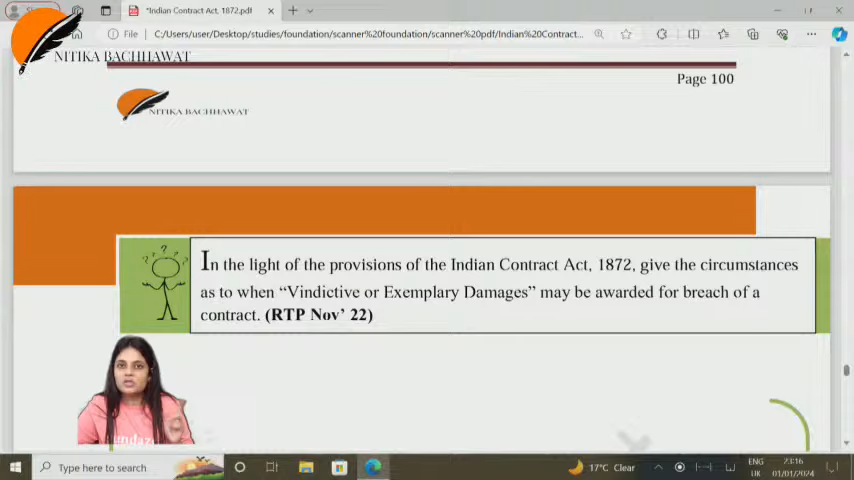 *Indian Contract Act, 1872.pdf
File
C:/Users/user/Desktop/studies/foundation/scanner%20foundation/scanner%20pdf/Indian%20Contract...
NITIKA BACHHAWAT
Page 100
NITIKA BACHHAWAT
In the light of the provisions of the Indian Contract Act, 1872, give the circumstances
as to when “Vindictive or Exemplary Damages” may be awarded for breach of a
contract. (RTP Nov’ 22)
Type here to search
17°C Clear
ENG
UK
23:16
01/01/2024